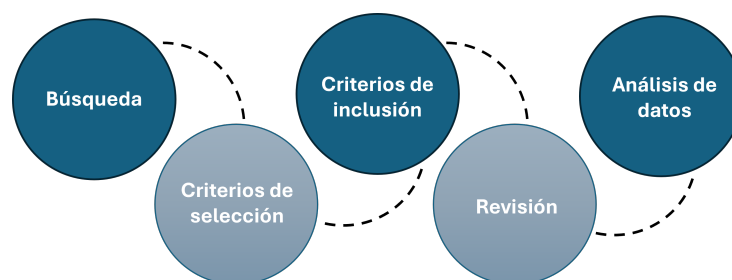 Búsqueda
Criterios de
selección
Criterios de
inclusión
Revisión
Análisis de
datos